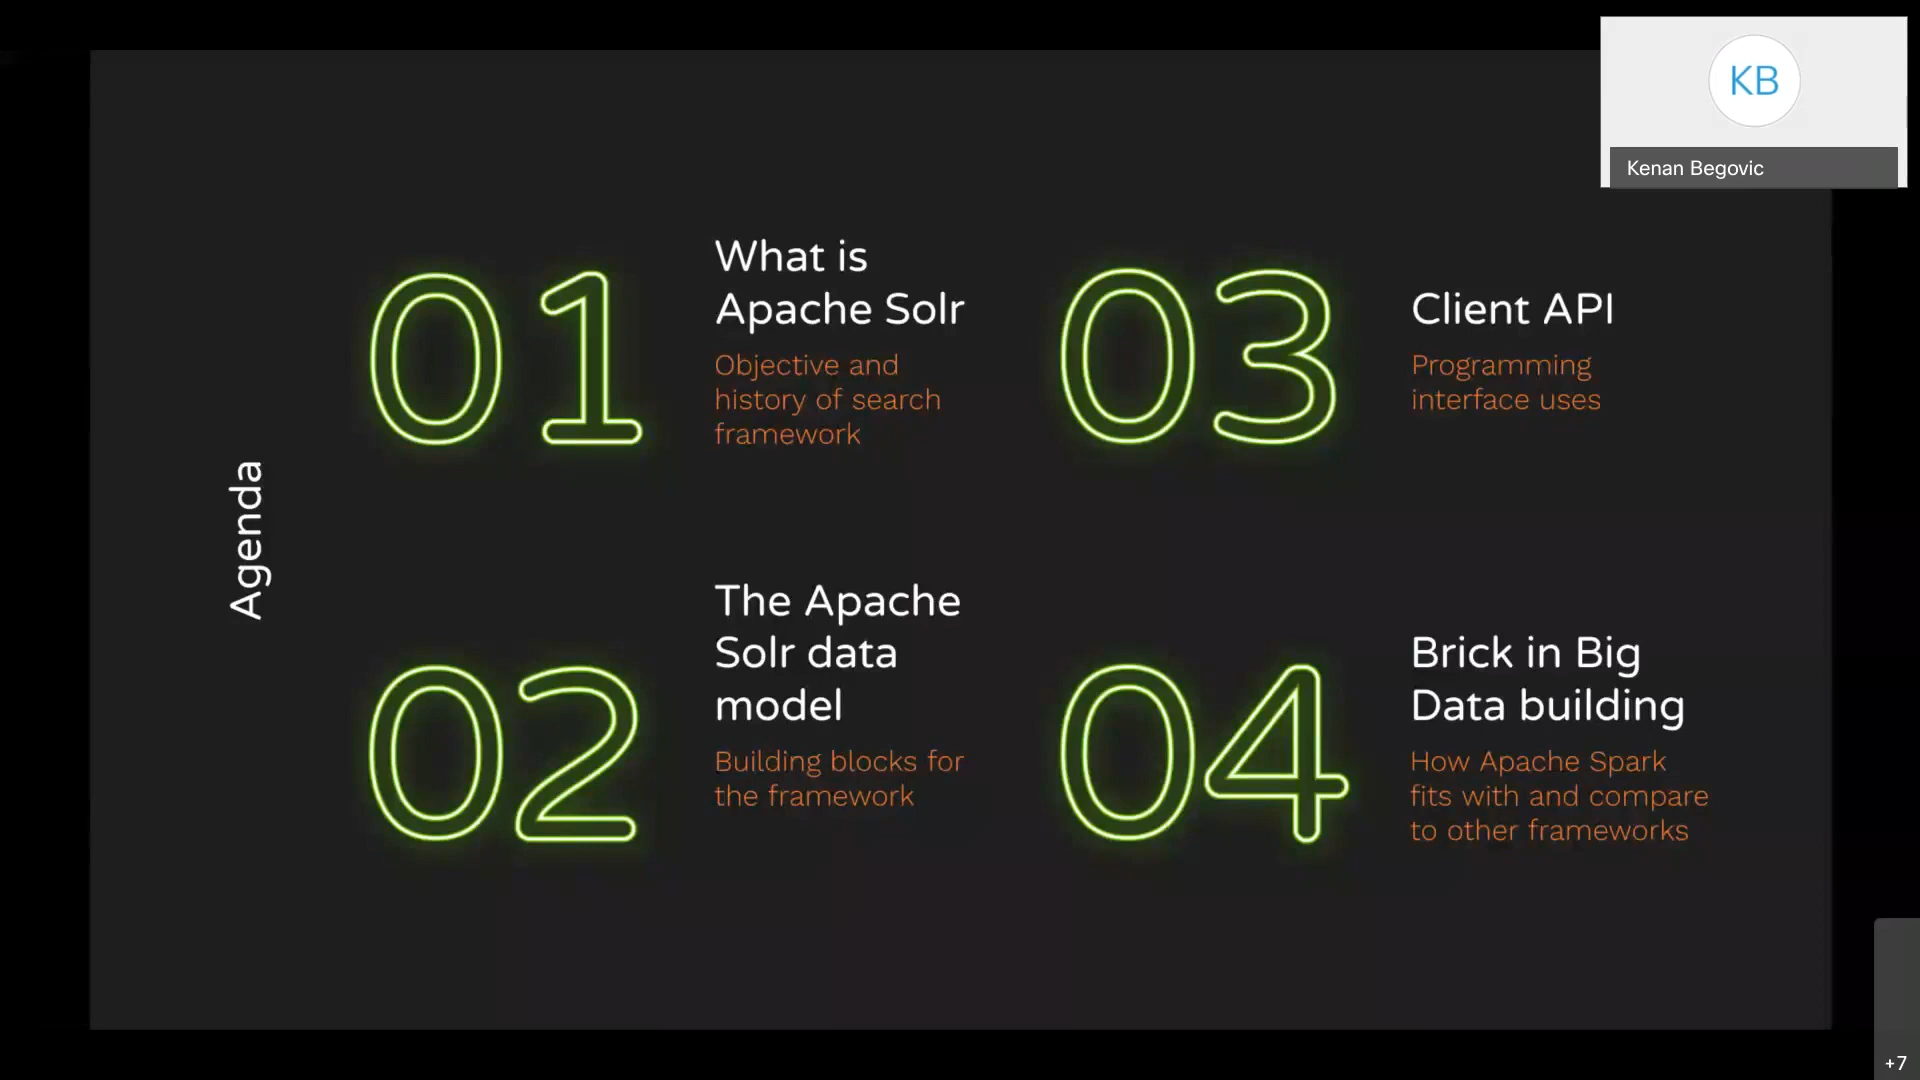 KB
Kenan Begovic
Agenda
01
What is
Apache Solr
Objective and
history of search
framework
02
The Apache
Solr data
model
Building blocks for
the framework
03
Client API
Programming
interface uses
04
Brick in Big
Data building
How Apache Spark
fits with and compare
to other frameworks
+7